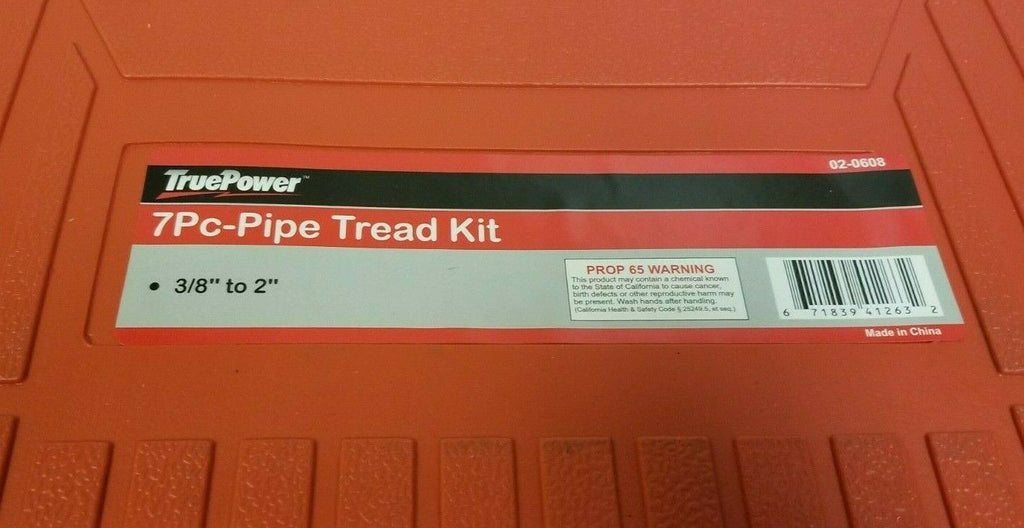 02-0608
TruePower™
7Pc-Pipe Tread Kit
• 3/8" to 2"
PROP 65 WARNING
This product may contain a chemical known
to the State of California to cause cancer,
birth defects or other reproductive harm may
be present. Wash hands after handling.
(California Health & Safety Code § 25249.5, et seq.)
6 71839 41263 2
Made in China